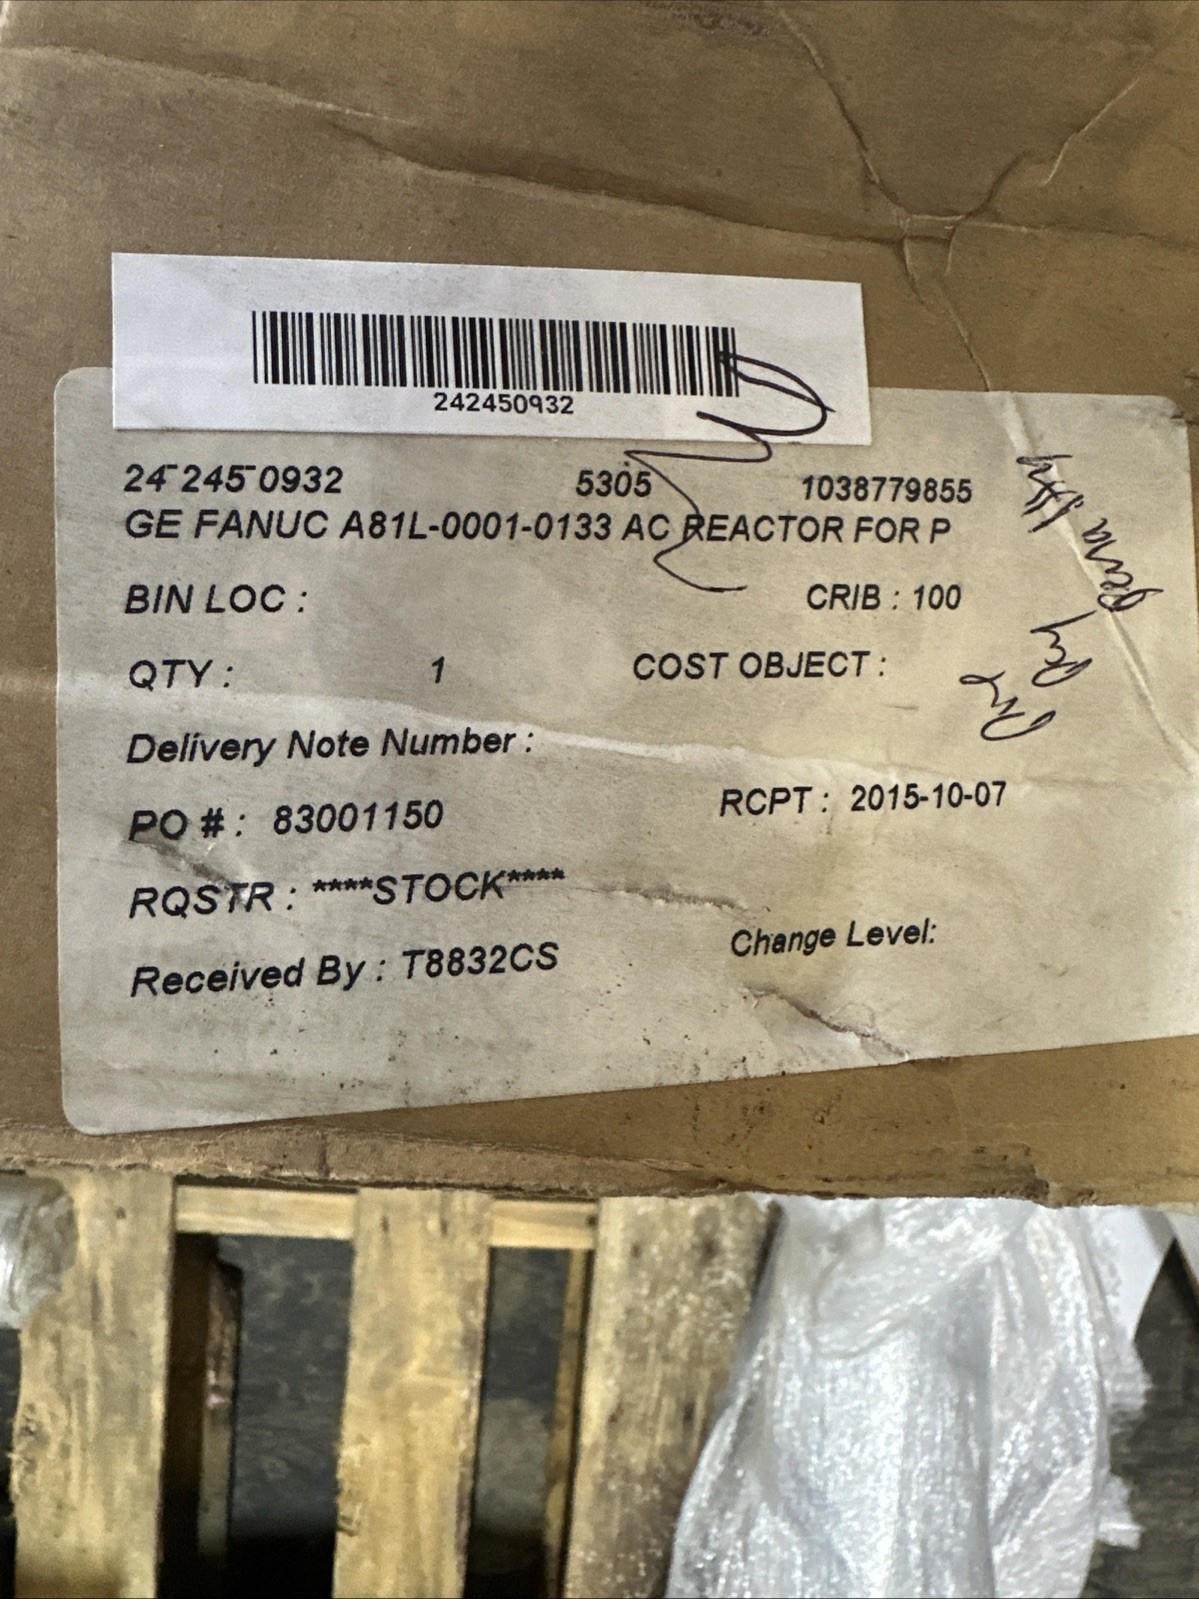 242450932
24-245-0932 5305 1038779855
GE FANUC A81L-0001-0133 AC REACTOR FOR P
BIN LOC : CRIB : 100
QTY : 1 COST OBJECT :
Delivery Note Number :
PO # : 83001150 RCPT : 2015-10-07
RQSTR : ****STOCK****
Received By : T8832CS Change Level: